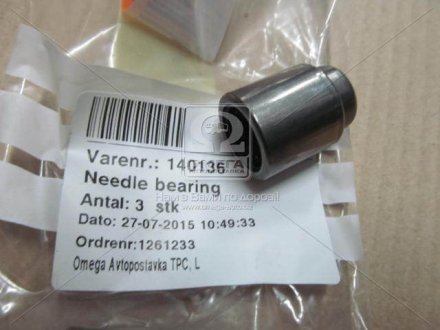 Varenr.: 140136
Needle bearing
Antal: 3 stk
Dato: 27-07-2015 10:49:33
Ordrenr:1261233
Omega Avtopostavka TPC, L